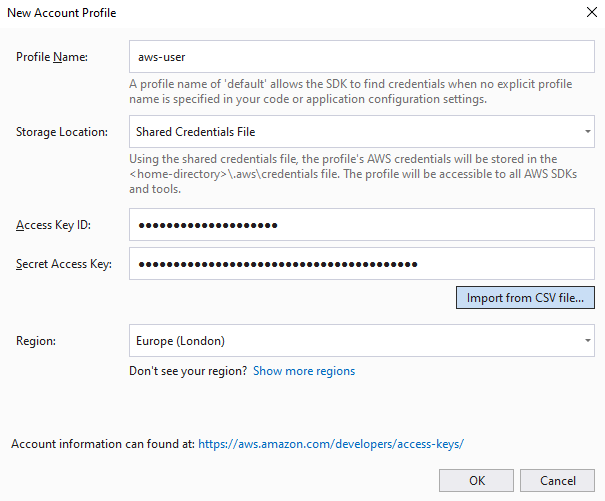 New Account Profile
Profile Name: aws-user
A profile name of 'default' allows the SDK to find credentials when no explicit profile
name is specified in your code or application configuration settings.
Storage Location: Shared Credentials File
Using the shared credentials file, the profile's AWS credentials will be stored in the
<home-directory>\.aws\credentials file. The profile will be accessible to all AWS SDKs
and tools.
Access Key ID: ●●●●●●●●●●●●●●●●●●●●
Secret Access Key: ●●●●●●●●●●●●●●●●●●●●●●●●●●●●●●●●●●●●●●●●
Import from CSV file...
Region: Europe (London)
Don't see your region? Show more regions
Account information can found at: https://aws.amazon.com/developers/access-keys/
OK Cancel